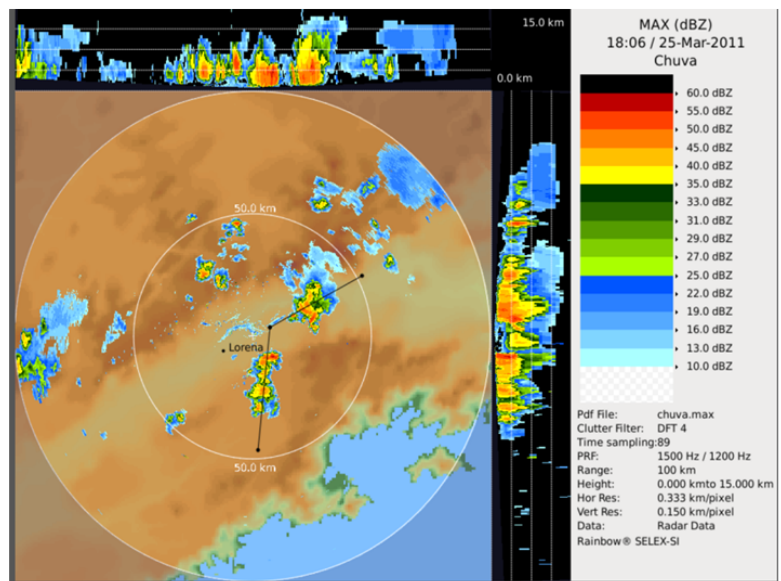 15.0 km
0.0 km
50.0 km
Lorena
50.0 km
MAX (dBZ)
18:06 / 25-Mar-2011
Chuva
60.0 dBZ
55.0 dBZ
50.0 dBZ
45.0 dBZ
40.0 dBZ
35.0 dBZ
33.0 dBZ
31.0 dBZ
29.0 dBZ
27.0 dBZ
25.0 dBZ
22.0 dBZ
19.0 dBZ
16.0 dBZ
13.0 dBZ
10.0 dBZ
Pdf File: chuva.max
Clutter Filter: DFT 4
Time sampling:89
PRF: 1500 Hz / 1200 Hz
Range: 100 km
Height: 0.000 kmto 15.000 km
Hor Res: 0.333 km/pixel
Vert Res: 0.150 km/pixel
Data: Radar Data
Rainbow® SELEX-SI